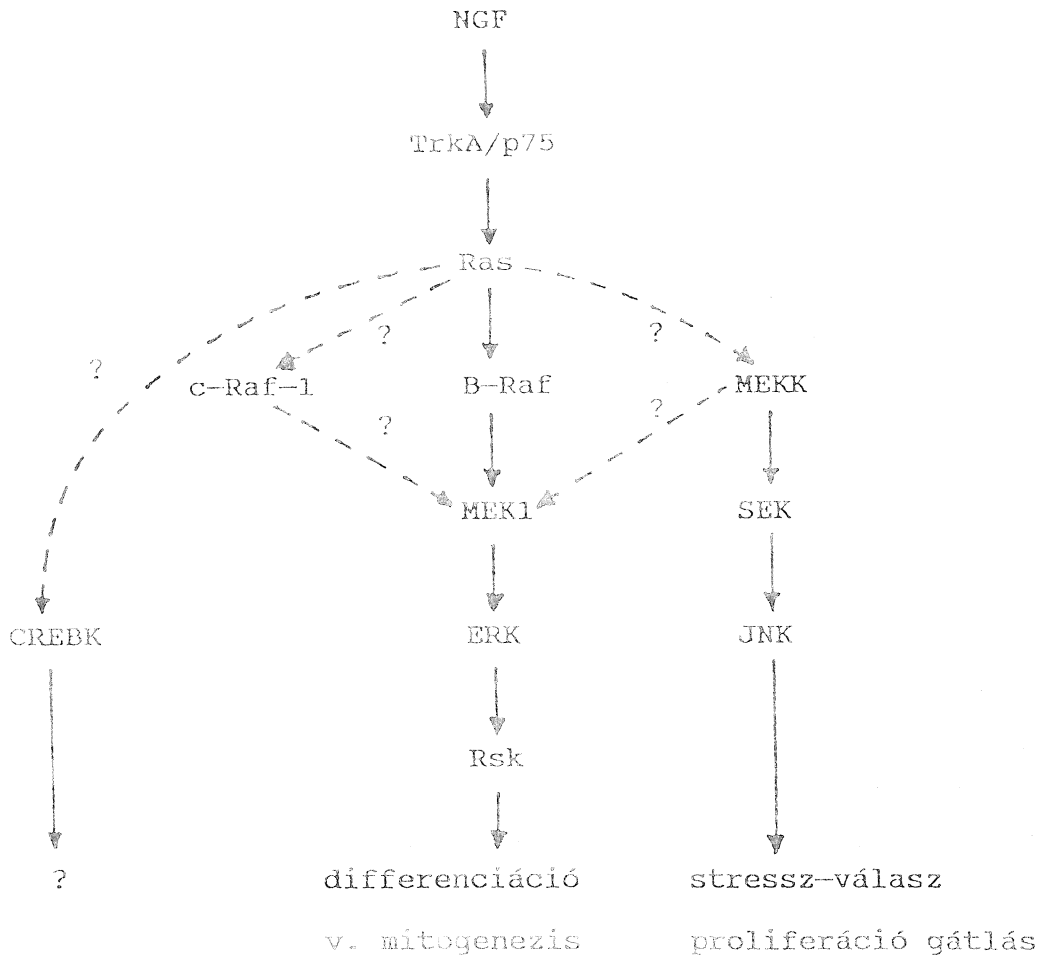 NGF
TrkA/p75
Ras
?
?
?
c-Raf-1
B-Raf
MEKK
?
?
MEK1
SEK
CREBK
ERK
JNK
Rsk
?
differenciáció
stressz-válasz
v. mitogenezis
proliferáció gátlás